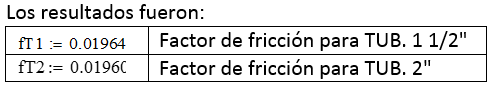 Los resultados fueron:
fT1 := 0.01964 Factor de fricción para TUB. 1 1/2"
fT2 := 0.01960 Factor de fricción para TUB. 2"